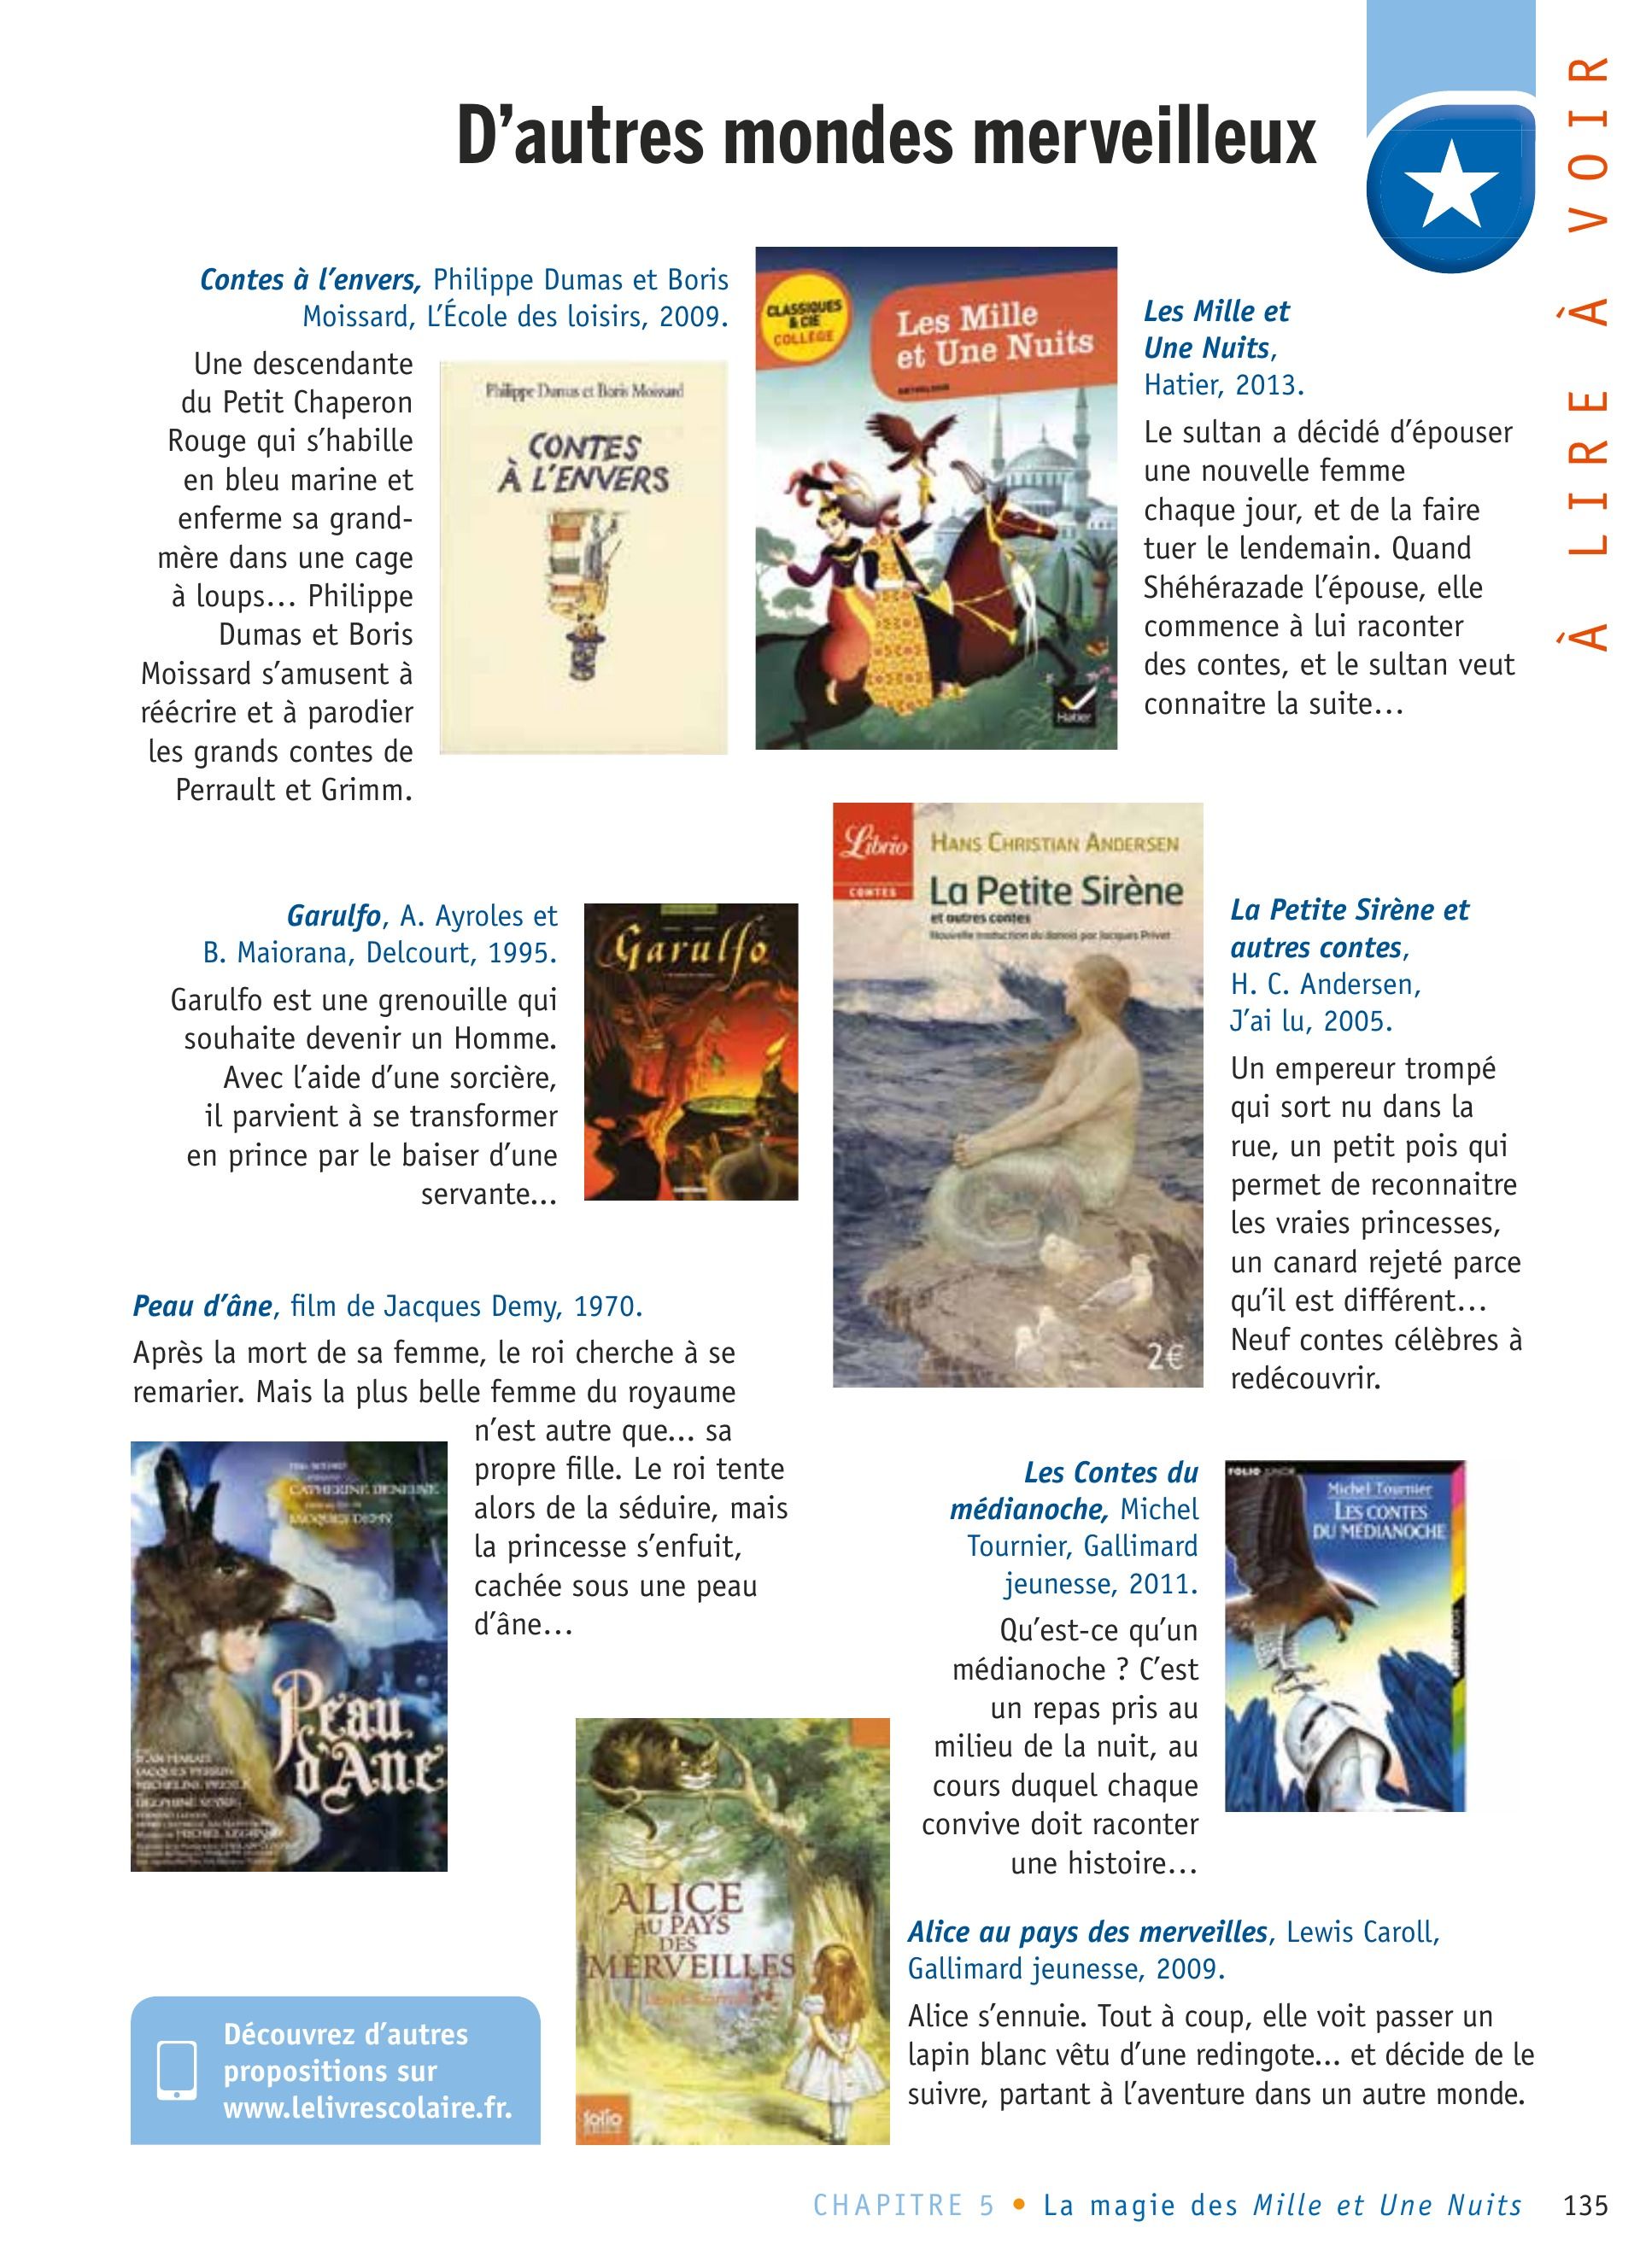 À LIRE À VOIR
D'autres mondes merveilleux
Contes à l'envers, Philippe Dumas et Boris
Moissard, L'École des loisirs, 2009.
Une descendante
du Petit Chaperon
Rouge qui s'habille
en bleu marine et
enferme sa grand-
mère dans une cage
à loups... Philippe
Dumas et Boris
Moissard s'amusent à
réécrire et à parodier
les grands contes de
Perrault et Grimm.
Philippe Dumas et Boris Moissard
CONTES
À L'ENVERS
CLASSIQUES
& CIE
COLLÈGE
Les Mille
et Une Nuits
ANTHOLOGIE
Hatier
Les Mille et
Une Nuits,
Hatier, 2013.
Le sultan a décidé d'épouser
une nouvelle femme
chaque jour, et de la faire
tuer le lendemain. Quand
Shéhérazade l'épouse, elle
commence à lui raconter
des contes, et le sultan veut
connaitre la suite...
Garulfo, A. Ayroles et
B. Maiorana, Delcourt, 1995.
Garulfo est une grenouille qui
souhaite devenir un Homme.
Avec l'aide d'une sorcière,
il parvient à se transformer
en prince par le baiser d'une
servante...
Garulfo
Librio
CONTES
HANS CHRISTIAN ANDERSEN
La Petite Sirène
et autres contes
Nouvelle traduction du danois par Jacques Privat
2€
La Petite Sirène et
autres contes,
H. C. Andersen,
J'ai lu, 2005.
Un empereur trompé
qui sort nu dans la
rue, un petit pois qui
permet de reconnaitre
les vraies princesses,
un canard rejeté parce
qu'il est différent...
Neuf contes célèbres à
redécouvrir.
Peau d'âne, film de Jacques Demy, 1970.
Après la mort de sa femme, le roi cherche à se
remarier. Mais la plus belle femme du royaume
n'est autre que... sa
propre fille. Le roi tente
alors de la séduire, mais
la princesse s'enfuit,
cachée sous une peau
d'âne...
CATHERINE DENEUVE
JACQUES DEMY
Peau
d'Ane
JEAN MARAIS
JACQUES PERRIN
MICHELINE PRESLE
DELPHINE SEYRIG
MICHEL LEGRAND
Les Contes du
médianoche, Michel
Tournier, Gallimard
jeunesse, 2011.
Qu'est-ce qu'un
médianoche ? C'est
un repas pris au
milieu de la nuit, au
cours duquel chaque
convive doit raconter
une histoire...
FOLIO JUNIOR
Michel Tournier
LES CONTES
DU MÉDIANOCHE
ALICE
AU PAYS
DES
MERVEILLES
folio
Alice au pays des merveilles, Lewis Caroll,
Gallimard jeunesse, 2009.
Alice s'ennuie. Tout à coup, elle voit passer un
lapin blanc vêtu d'une redingote... et décide de le
suivre, partant à l'aventure dans un autre monde.
Découvrez d'autres
propositions sur
www.lelivrescolaire.fr.
CHAPITRE 5 • La magie des Mille et Une Nuits 135